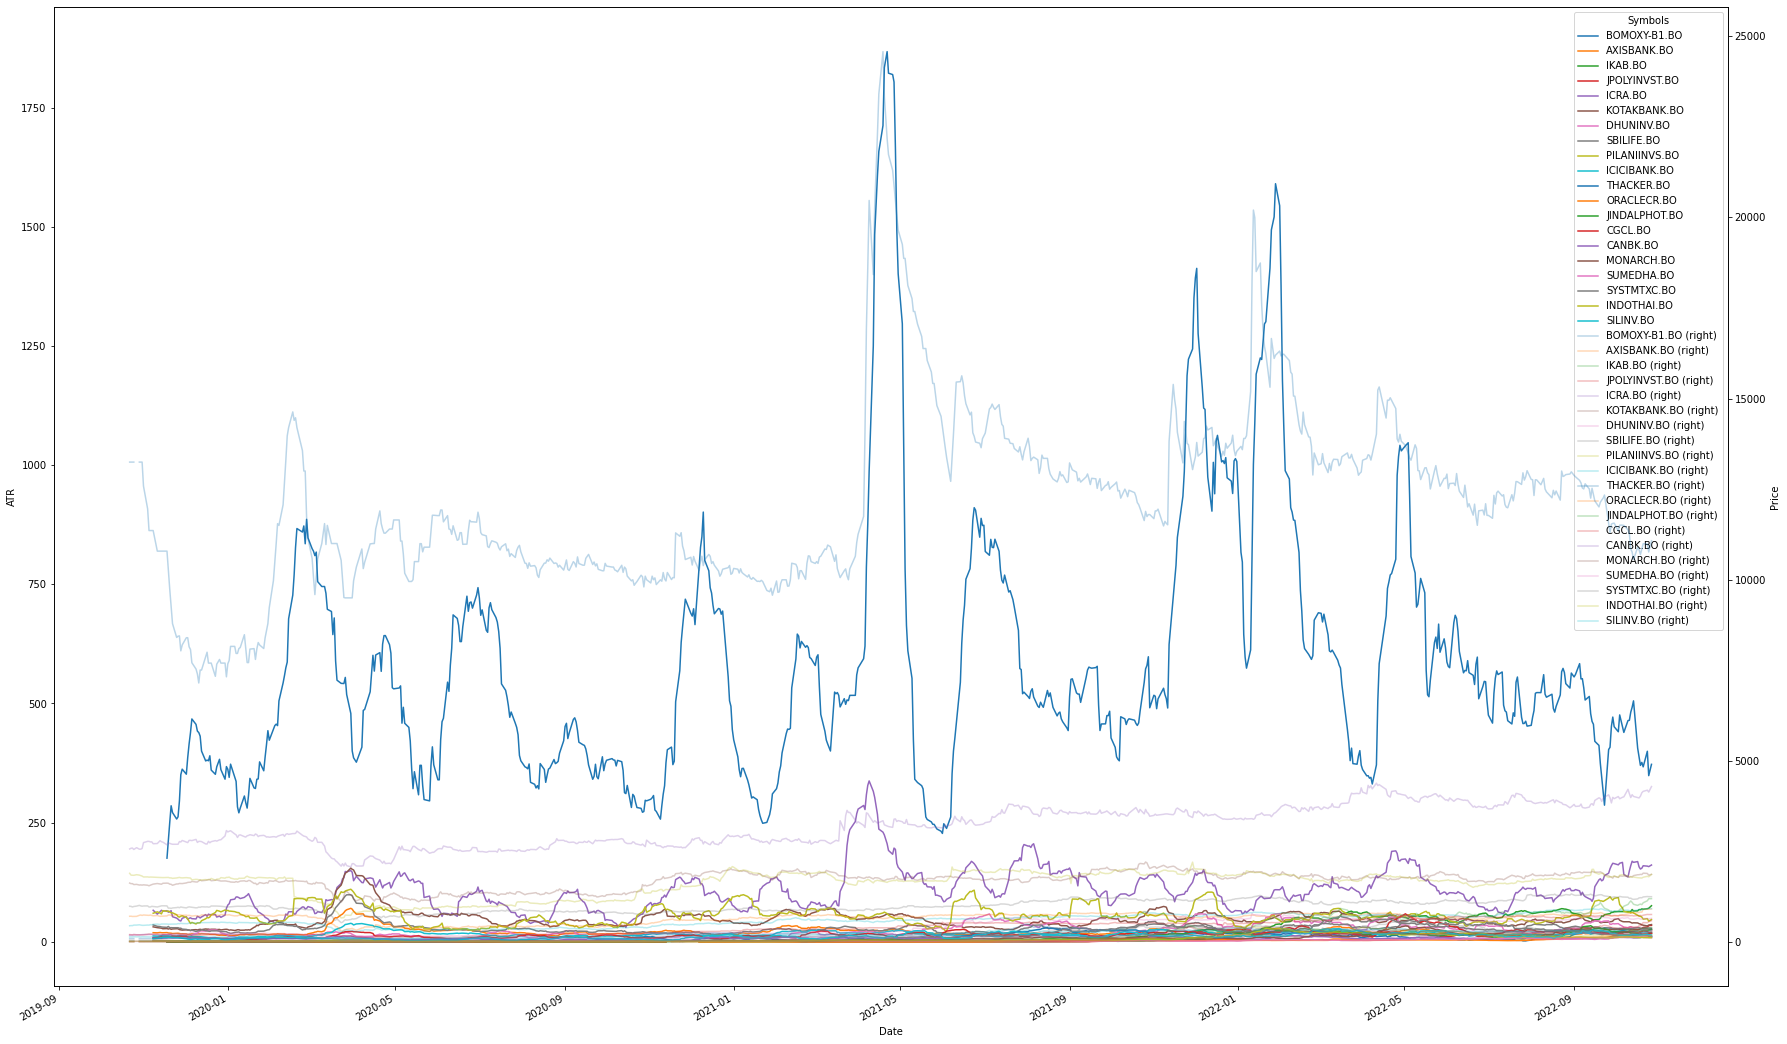 Symbols
BOMOXY-B1.BO
AXISBANK.BO
IKAB.BO
JPOLYINVST.BO
ICRA.BO
KOTAKBANK.BO
DHUNINV.BO
SBILIFE.BO
PILANIINVS.BO
ICICIBANK.BO
THACKER.BO
ORACLECR.BO
JINDALPHOT.BO
CGCL.BO
CANBK.BO
MONARCH.BO
SUMEDHA.BO
SYSTMTXC.BO
INDOTHAI.BO
SILINV.BO
BOMOXY-B1.BO (right)
AXISBANK.BO (right)
IKAB.BO (right)
JPOLYINVST.BO (right)
ICRA.BO (right)
KOTAKBANK.BO (right)
DHUNINV.BO (right)
SBILIFE.BO (right)
PILANIINVS.BO (right)
ICICIBANK.BO (right)
THACKER.BO (right)
ORACLECR.BO (right)
JINDALPHOT.BO (right)
CGCL.BO (right)
CANBK.BO (right)
MONARCH.BO (right)
SUMEDHA.BO (right)
SYSTMTXC.BO (right)
INDOTHAI.BO (right)
SILINV.BO (right)
1750
1500
1250
1000
750
500
250
0
ATR
25000
20000
15000
10000
5000
0
Price
2019-09
2020-01
2020-05
2020-09
2021-01
2021-05
2021-09
2022-01
2022-05
2022-09
Date